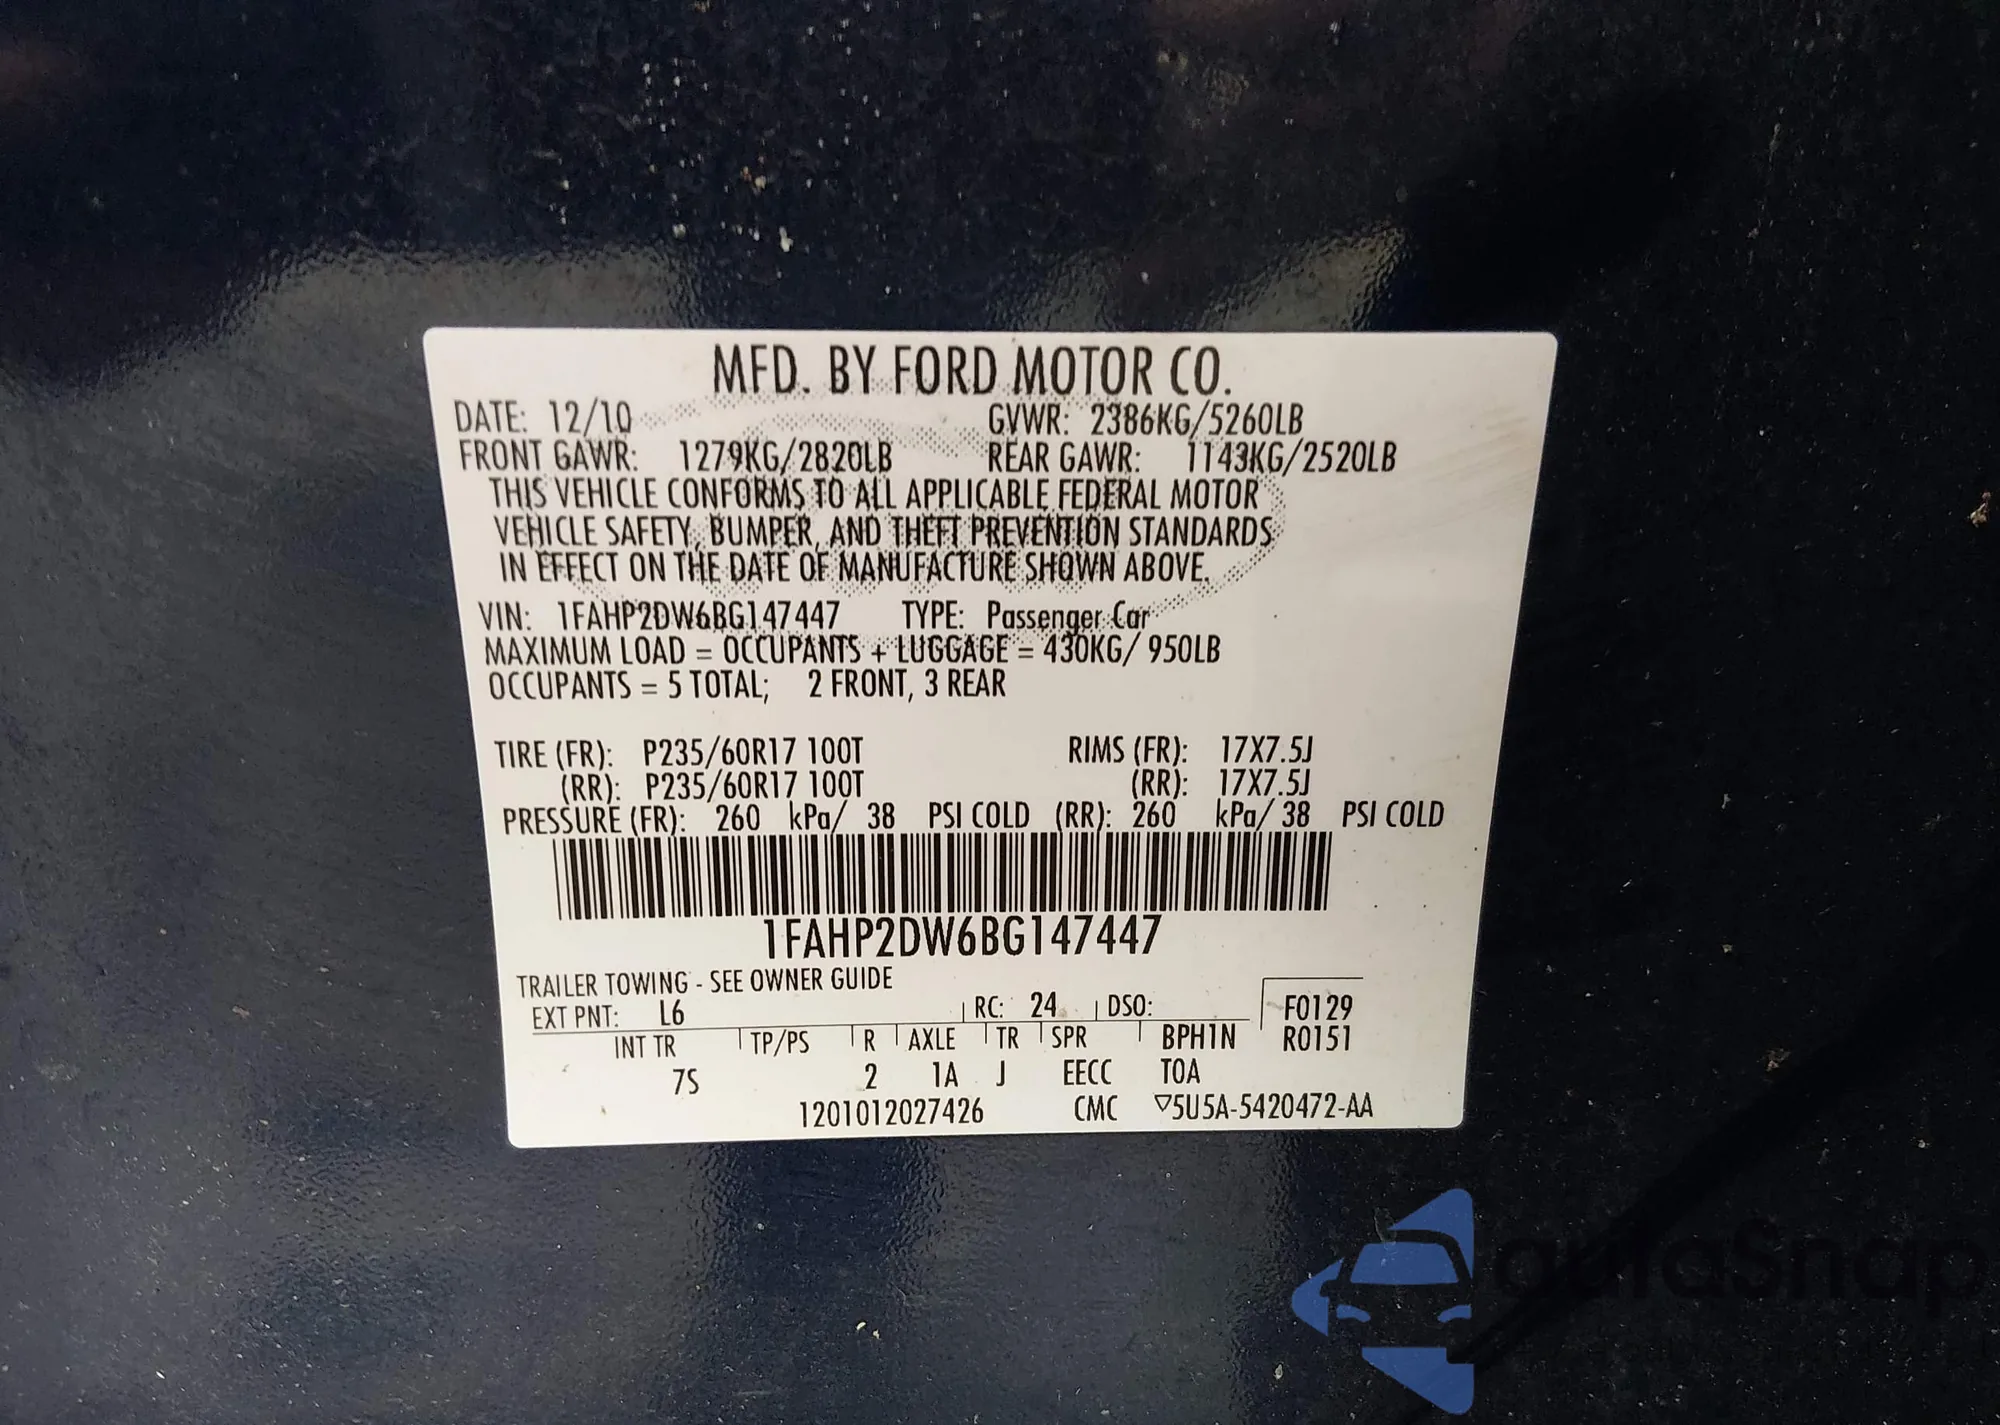 MFD. BY FORD MOTOR CO.
DATE: 12/10 GVWR: 2386KG/5260LB
FRONT GAWR: 1279KG/2820LB REAR GAWR: 1143KG/2520LB
THIS VEHICLE CONFORMS TO ALL APPLICABLE FEDERAL MOTOR
VEHICLE SAFETY, BUMPER, AND THEFT PREVENTION STANDARDS
IN EFFECT ON THE DATE OF MANUFACTURE SHOWN ABOVE.
VIN: 1FAHP2DW6BG147447 TYPE: Passenger Car
MAXIMUM LOAD = OCCUPANTS + LUGGAGE = 430KG/ 950LB
OCCUPANTS = 5 TOTAL; 2 FRONT, 3 REAR
TIRE (FR): P235/60R17 100T RIMS (FR): 17X7.5J
(RR): P235/60R17 100T (RR): 17X7.5J
PRESSURE (FR): 260 kPa/ 38 PSI COLD (RR): 260 kPa/ 38 PSI COLD
1FAHP2DW6BG147447
TRAILER TOWING - SEE OWNER GUIDE
EXT PNT: L6 RC: 24 DSO: F0129
INT TR TP/PS R AXLE TR SPR BPH1N R0151
7S 2 1A J EECC TOA
1201012027426 CMC ▽5U5A-5420472-AA